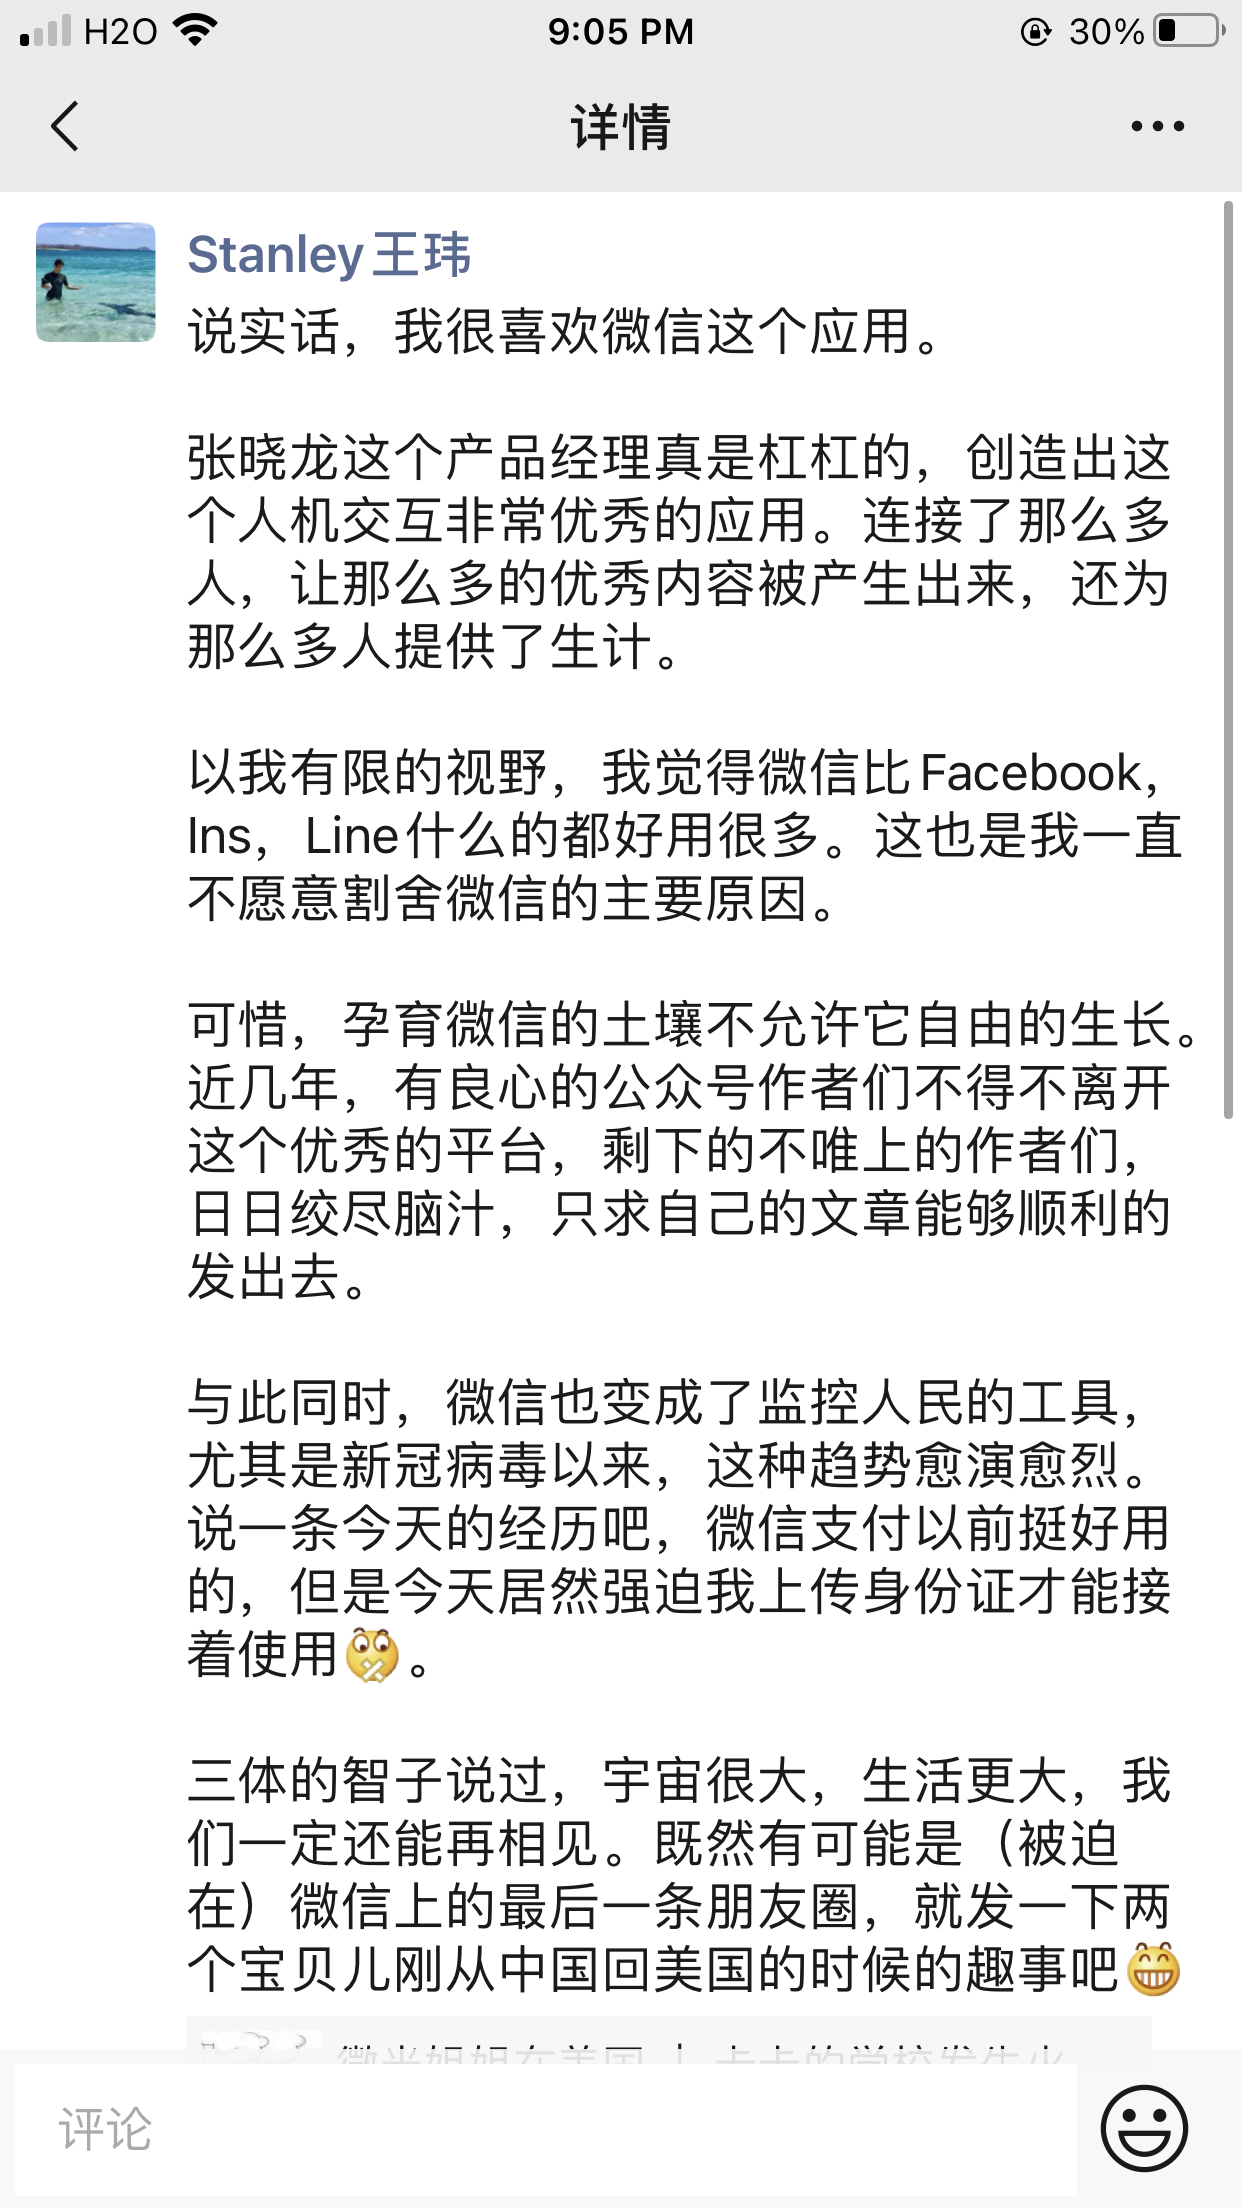 H2O 9:05 PM 30%
详情
Stanley王玮
说实话，我很喜欢微信这个应用。
张晓龙这个产品经理真是杠杠的，创造出这
个人机交互非常优秀的应用。连接了那么多
人，让那么多的优秀内容被产生出来，还为
那么多人提供了生计。
以我有限的视野，我觉得微信比Facebook，
Ins，Line什么的都好用很多。这也是我一直
不愿意割舍微信的主要原因。
可惜，孕育微信的土壤不允许它自由的生长。
近几年，有良心的公众号作者们不得不离开
这个优秀的平台，剩下的不唯上的作者们，
日日绞尽脑汁，只求自己的文章能够顺利的
发出去。
与此同时，微信也变成了监控人民的工具，
尤其是新冠病毒以来，这种趋势愈演愈烈。
说一条今天的经历吧，微信支付以前挺好用
的，但是今天居然强迫我上传身份证才能接
着使用🤐。
三体的智子说过，宇宙很大，生活更大，我
们一定还能再相见。既然有可能是（被迫
在）微信上的最后一条朋友圈，就发一下两
个宝贝儿刚从中国回美国的时候的趣事吧😁
评论